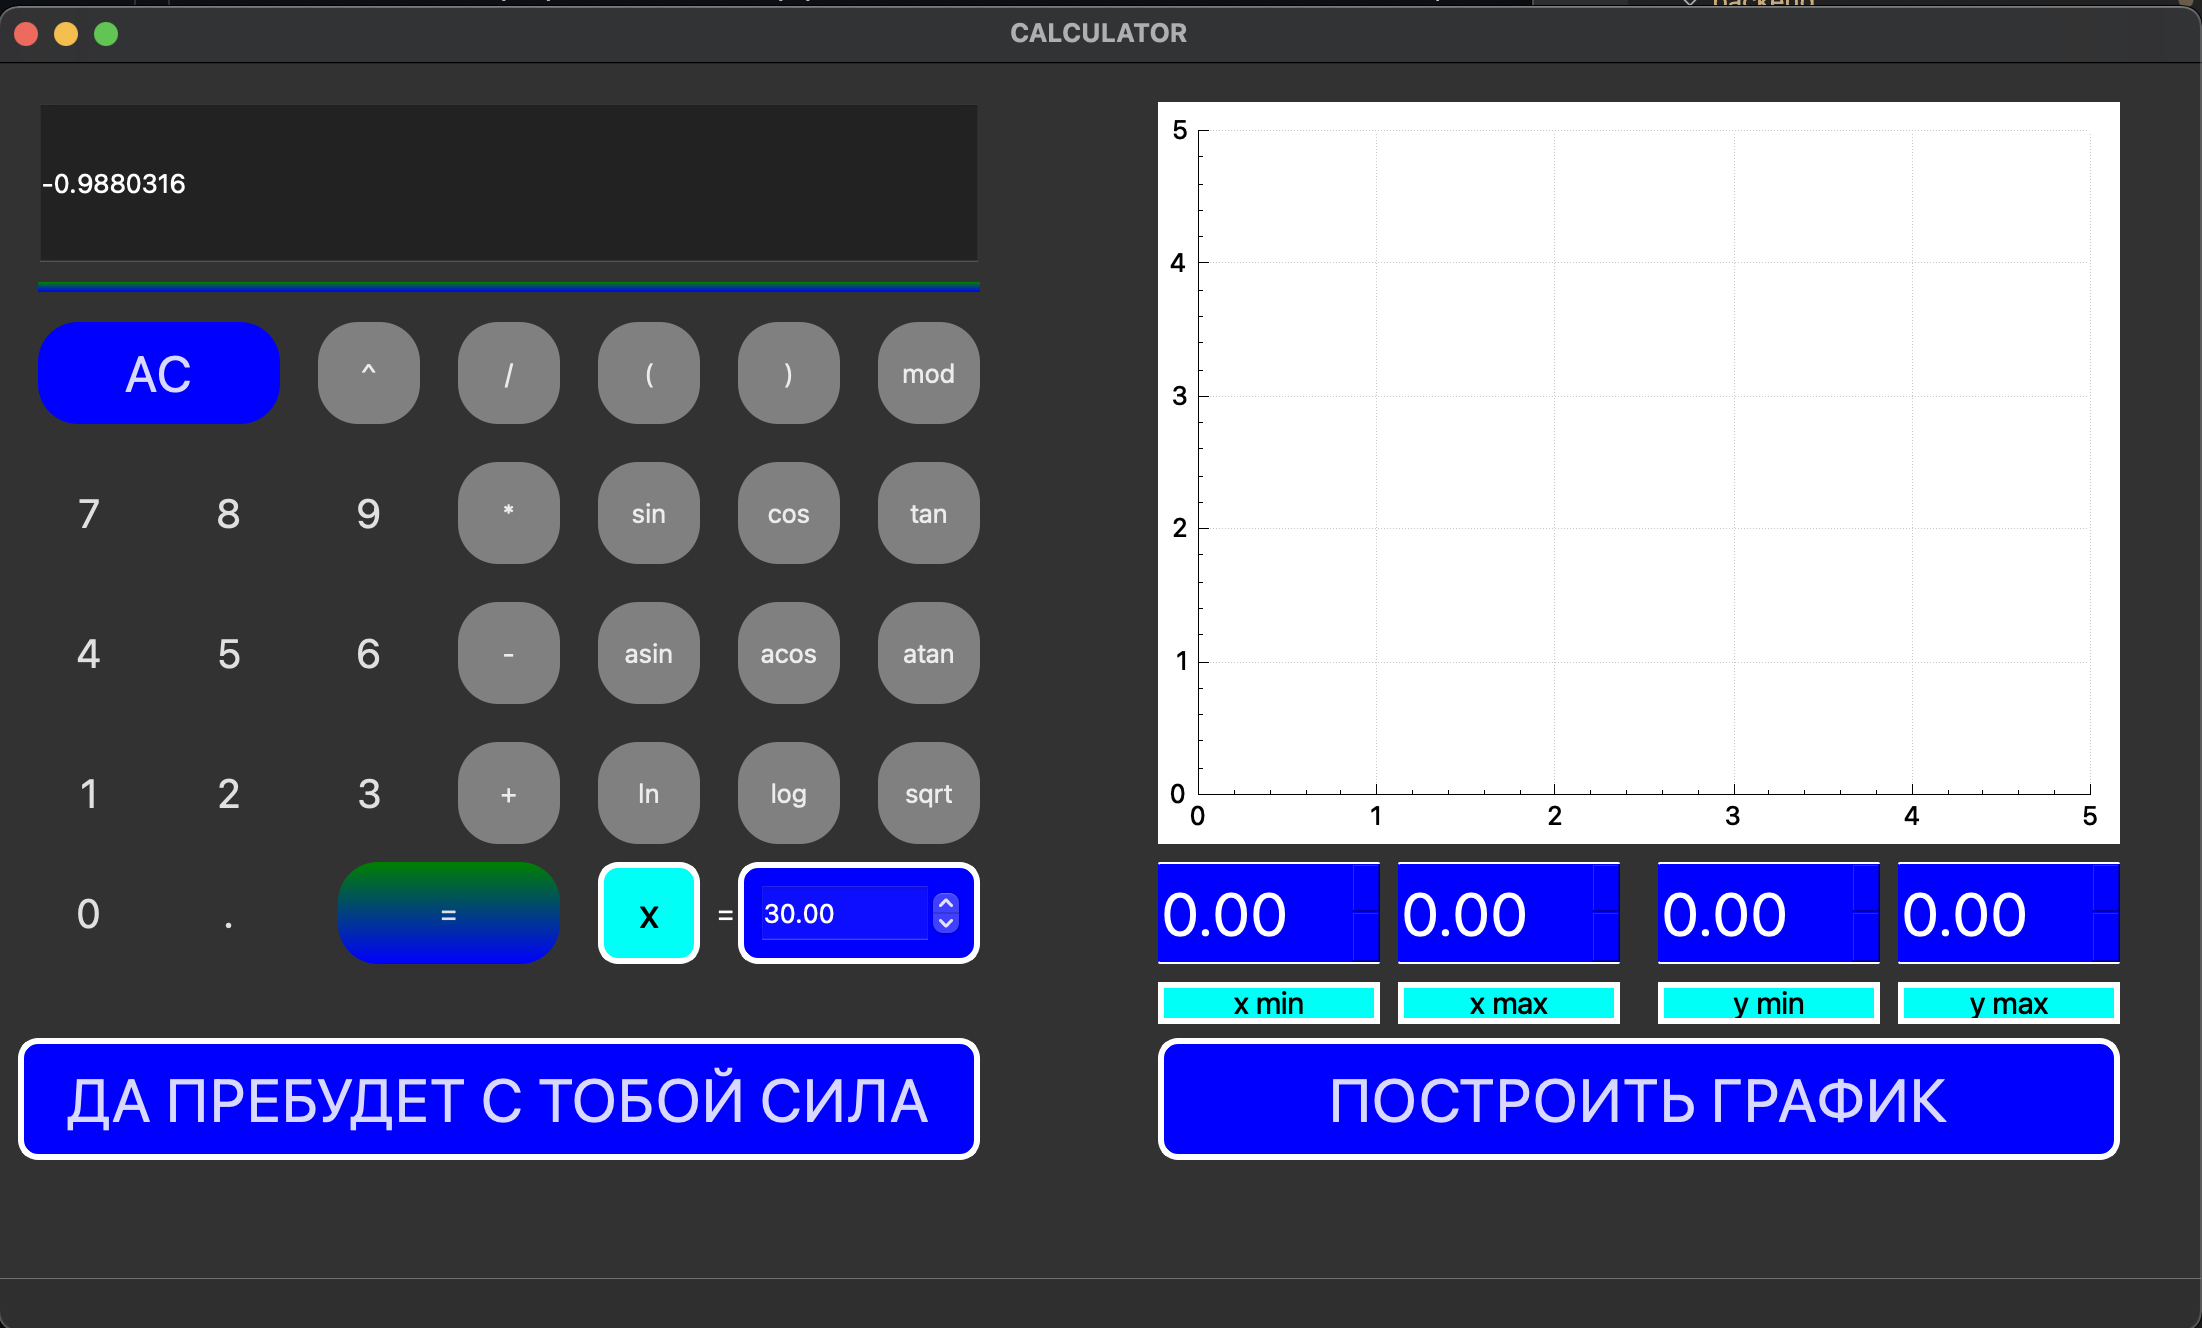 CALCULATOR
-0.9880316
AC ^ / ( ) mod
7 8 9 * sin cos tan
4 5 6 - asin acos atan
1 2 3 + ln log sqrt
0 . = x = 30.00
ДА ПРЕБУДЕТ С ТОБОЙ СИЛА
5
4
3
2
1
0
0 1 2 3 4 5
0.00 0.00 0.00 0.00
x min x max y min y max
ПОСТРОИТЬ ГРАФИК